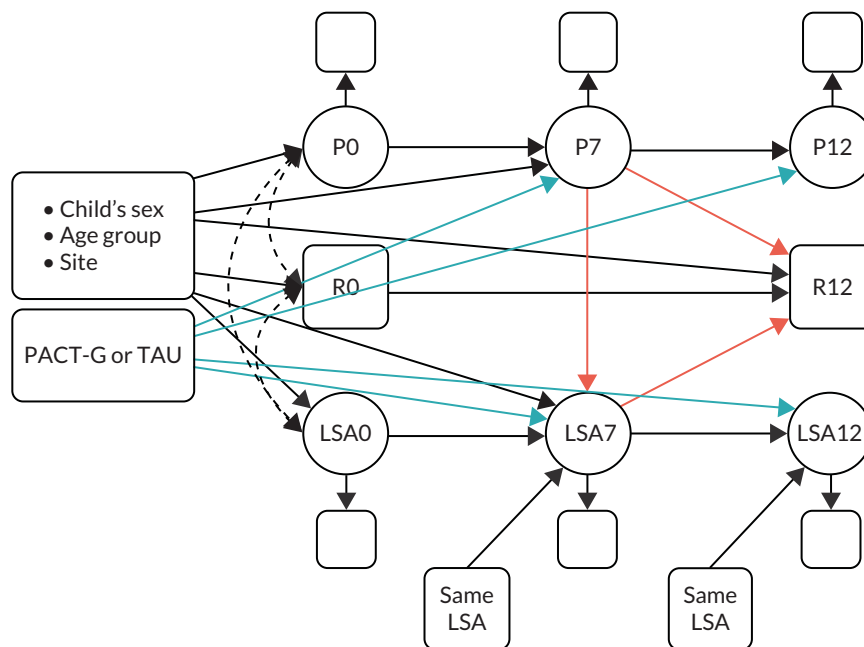 P0
P7
P12
• Child's sex
• Age group
• Site
R0
R12
PACT-G or TAU
LSA0
LSA7
LSA12
Same
LSA
Same
LSA